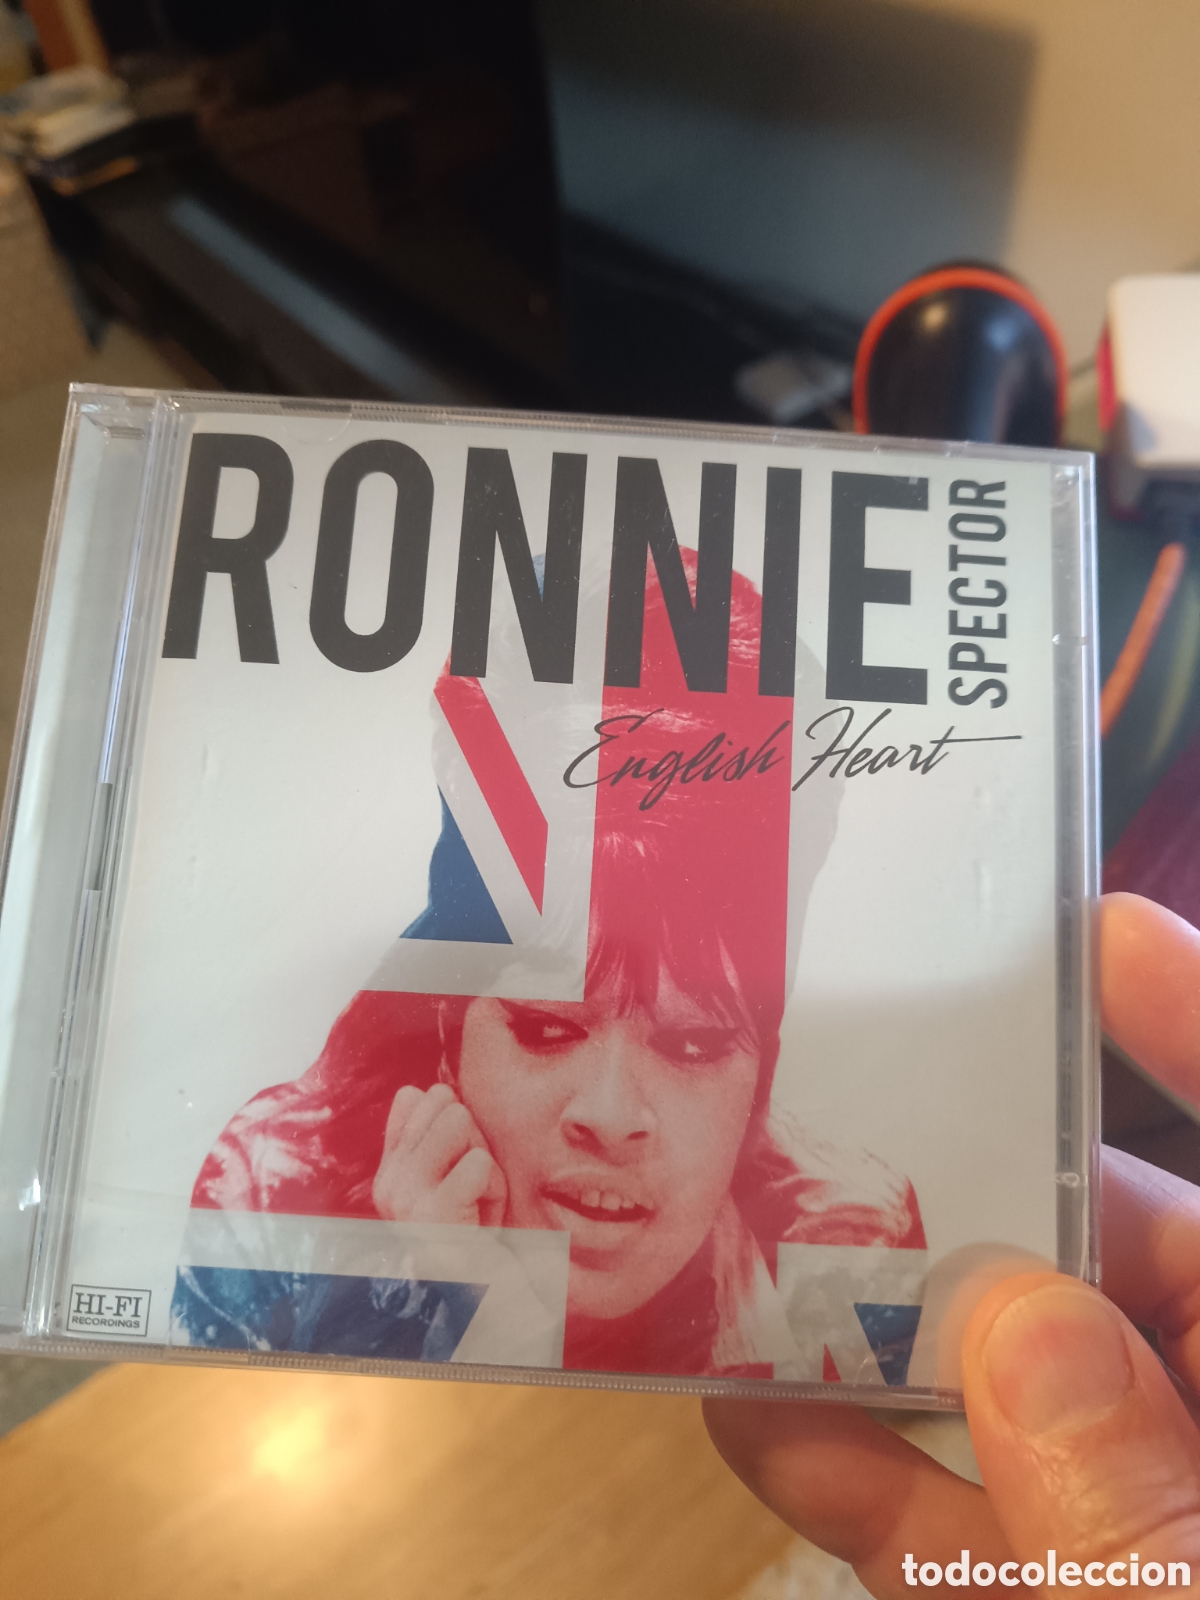 RONNIE
SPECTOR
English Heart
HI-FI
RECORDINGS
todocoleccion